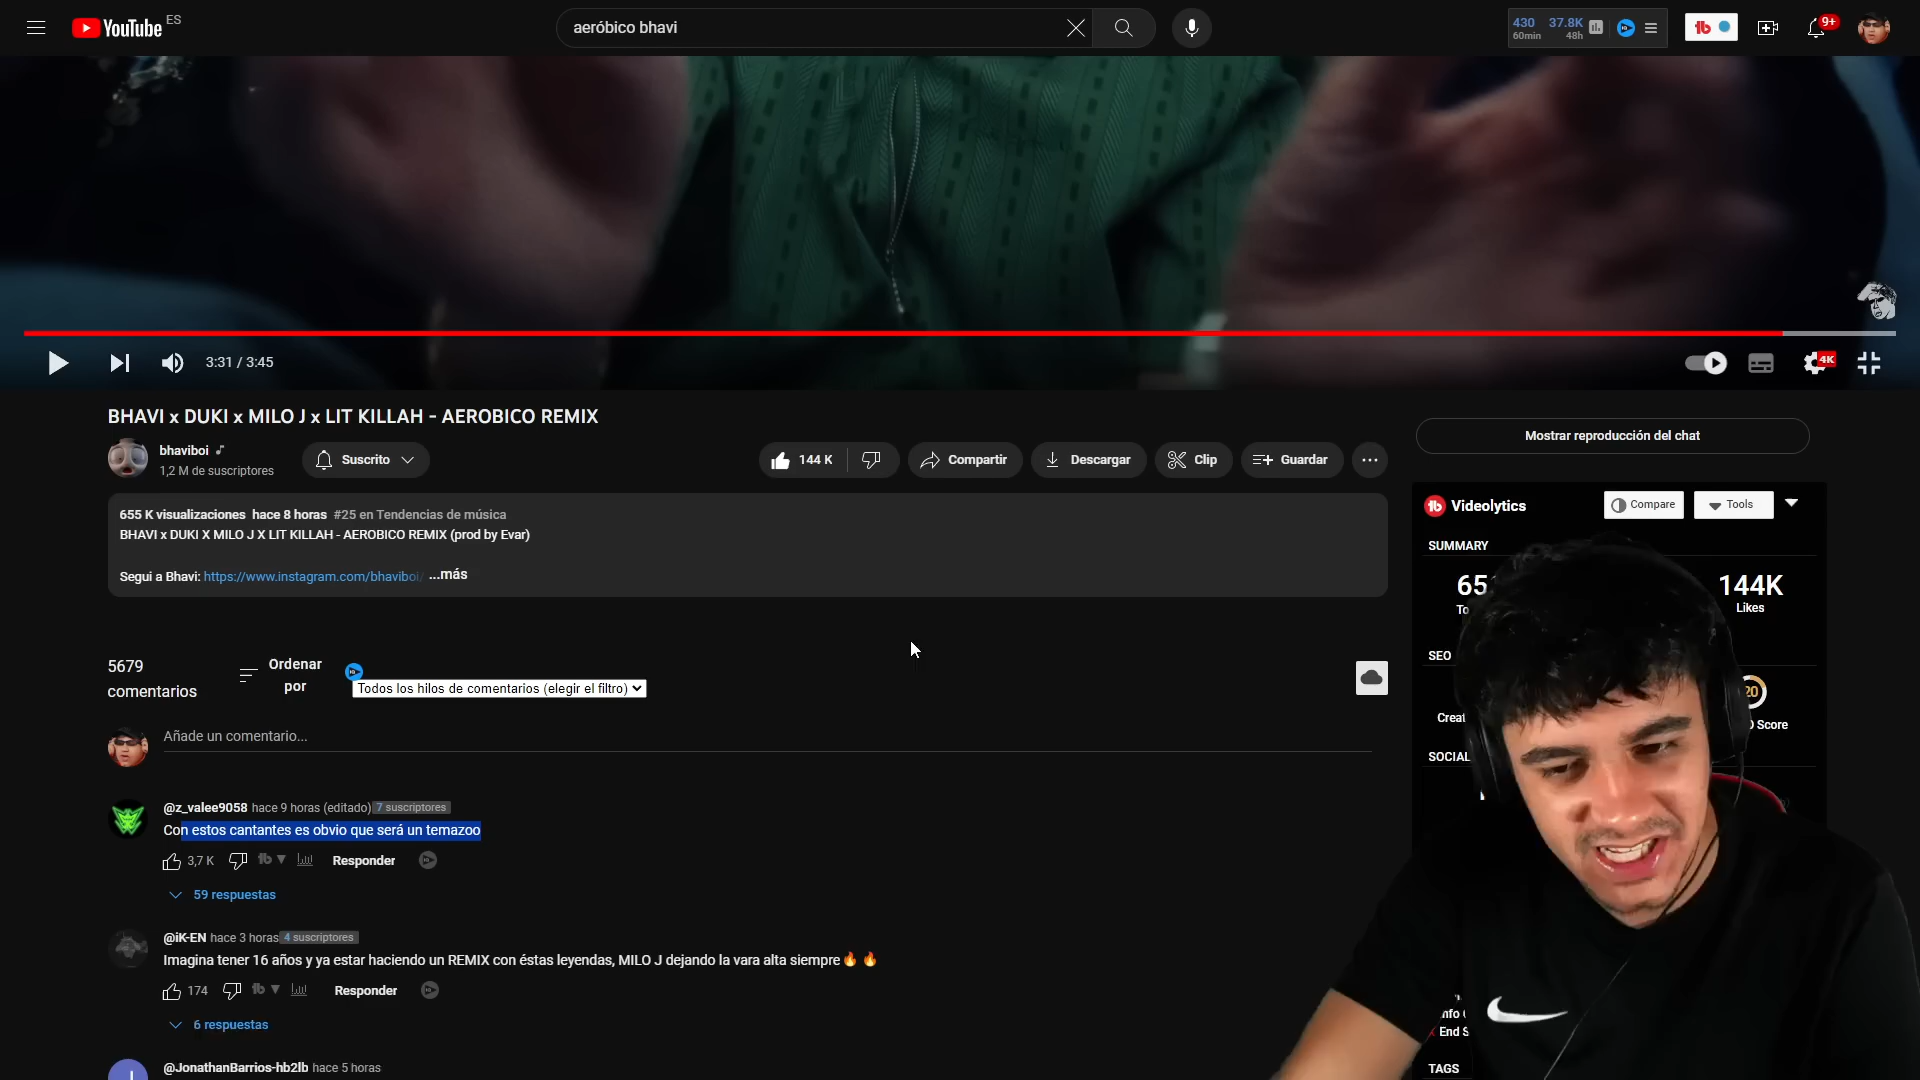 YouTube ES
aeróbico bhavi
430 60min 37.8K 48h
9+
3:31 / 3:45
4K
BHAVI x DUKI x MILO J x LIT KILLAH - AEROBICO REMIX
bhaviboi
1,2 M de suscriptores
Suscrito
144 K
Compartir
Descargar
Clip
Guardar
Mostrar reproducción del chat
655 K visualizaciones hace 8 horas #25 en Tendencias de música
BHAVI x DUKI X MILO J X LIT KILLAH - AEROBICO REMIX (prod by Evar)
Segui a Bhavi: https://www.instagram.com/bhaviboi/ ...más
Videolytics
Compare
Tools
SUMMARY
144K
Likes
SEO
20
Score
SOCIAL
End S
TAGS
5679
comentarios
Ordenar
por
Todos los hilos de comentarios (elegir el filtro)
Añade un comentario...
@z_valee9058 hace 9 horas (editado) 7 suscriptores
Con estos cantantes es obvio que será un temazoo
3,7 K
Responder
59 respuestas
@iK-EN hace 3 horas 4 suscriptores
Imagina tener 16 años y ya estar haciendo un REMIX con éstas leyendas, MILO J dejando la vara alta siempre🔥 🔥
174
Responder
6 respuestas
@JonathanBarrios-hb2lb hace 5 horas
J